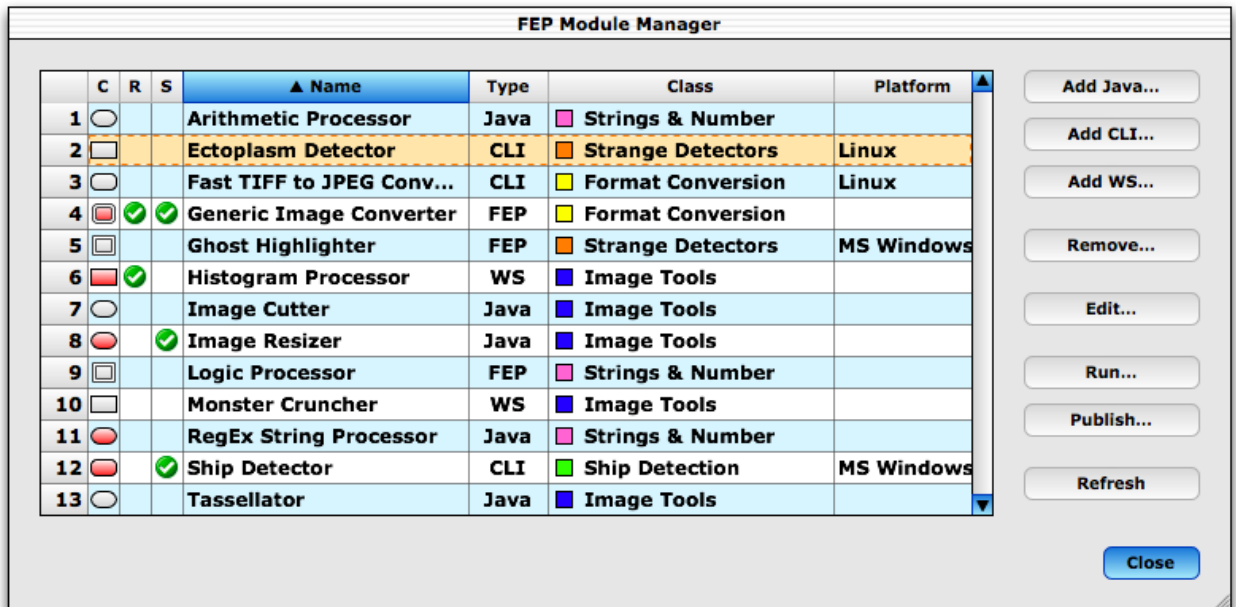 FEP Module Manager
C R S ▲ Name Type Class Platform
1 Arithmetic Processor Java Strings & Number
2 Ectoplasm Detector CLI Strange Detectors Linux
3 Fast TIFF to JPEG Conv... CLI Format Conversion Linux
4 Generic Image Converter FEP Format Conversion
5 Ghost Highlighter FEP Strange Detectors MS Windows
6 Histogram Processor WS Image Tools
7 Image Cutter Java Image Tools
8 Image Resizer Java Image Tools
9 Logic Processor FEP Strings & Number
10 Monster Cruncher WS Image Tools
11 RegEx String Processor Java Strings & Number
12 Ship Detector CLI Ship Detection MS Windows
13 Tassellator Java Image Tools
Add Java...
Add CLI...
Add WS...
Remove...
Edit...
Run...
Publish...
Refresh
Close